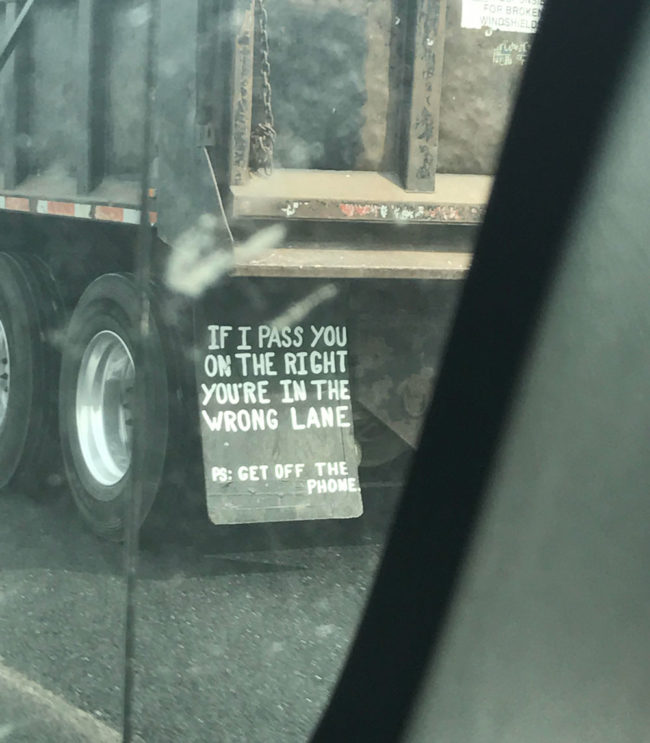 FOR BROKE
WINDSHIELD
IF I PASS YOU
ON THE RIGHT
YOU'RE IN THE
WRONG LANE
PS: GET OFF THE
PHONE